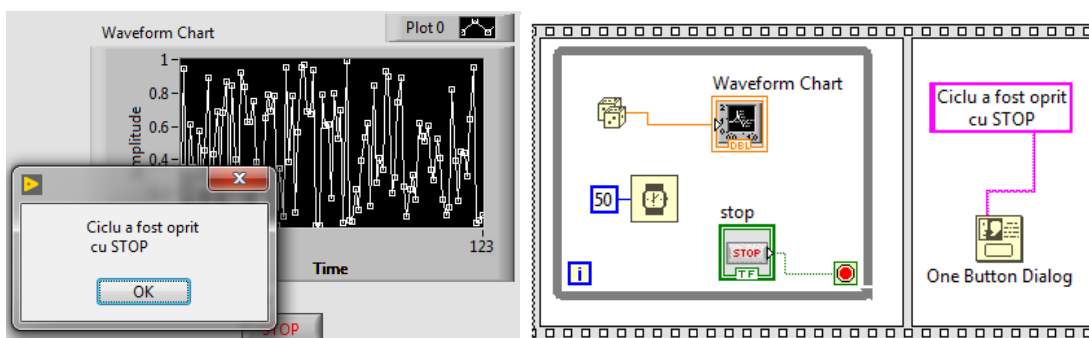 Waveform Chart
Plot 0
1
0.8
0.6
0.4
mplitude
123
Time
Ciclu a fost oprit
cu STOP
OK
STOP
Waveform Chart
DBL
50
stop
STOP
TF
i
Ciclu a fost oprit
cu STOP
One Button Dialog